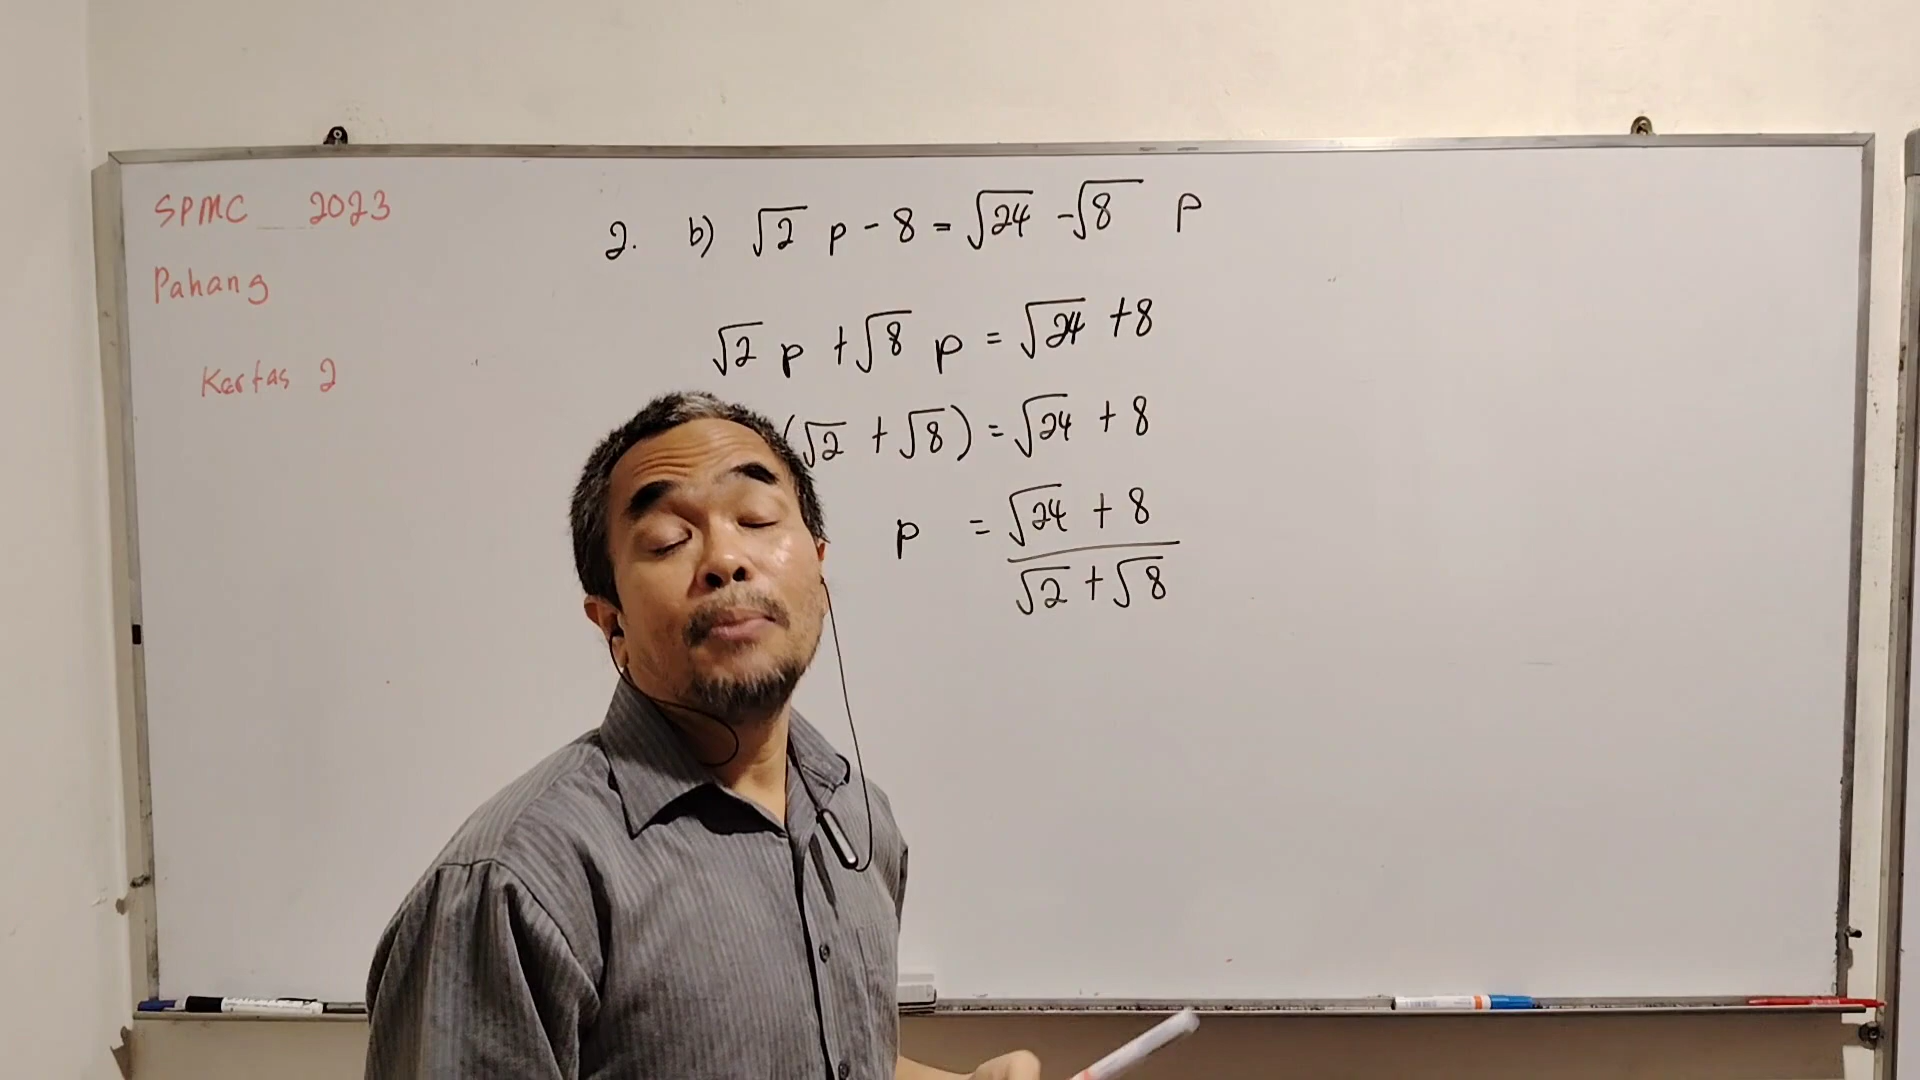 SPMC 2023
Pahang
Kertas 2
2. b) √2 p - 8 = √24 - √8 p
√2 p + √8 p = √24 + 8
(√2 + √8) = √24 + 8
p = √24 + 8
√2 + √8